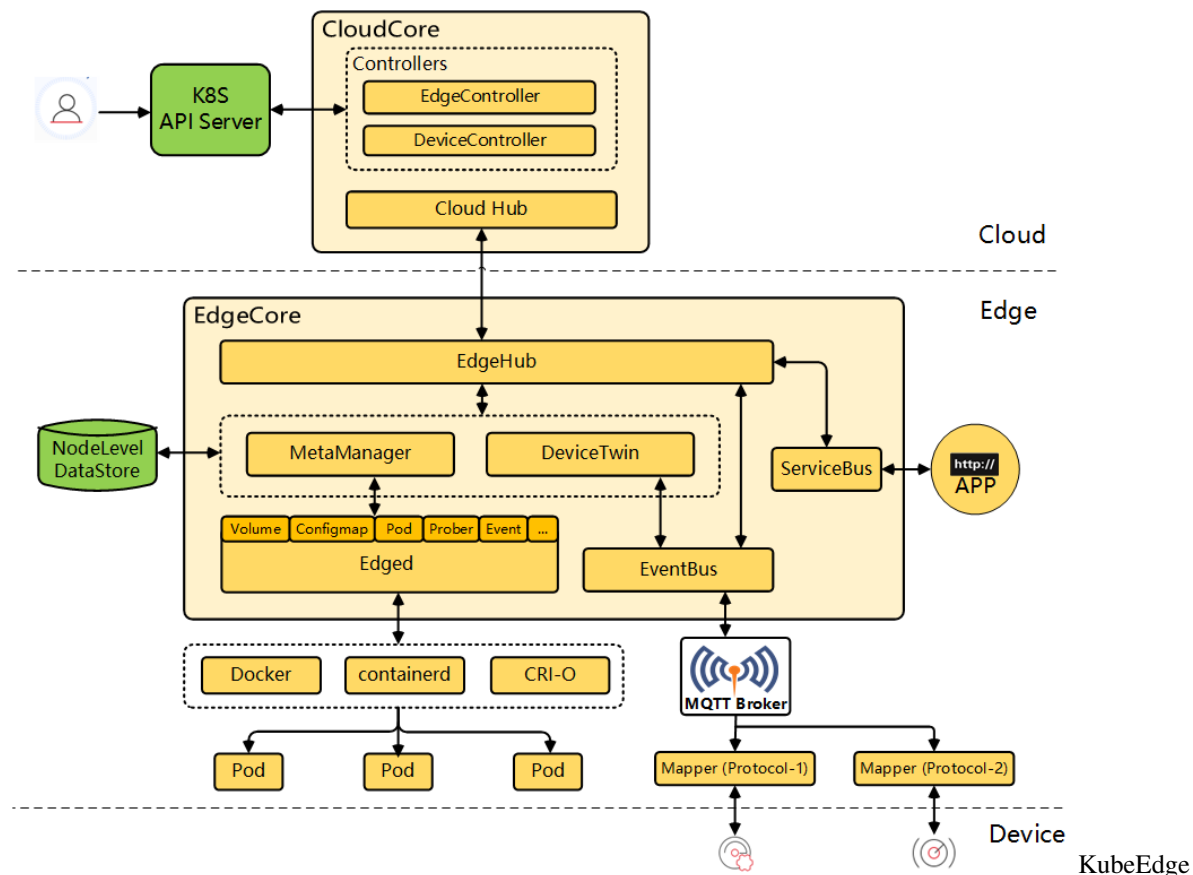 CloudCore
Controllers
EdgeController
DeviceController
K8S
API Server
Cloud Hub
Cloud
Edge
EdgeCore
EdgeHub
MetaManager
DeviceTwin
NodeLevel
DataStore
ServiceBus
http://
APP
Volume Configmap Pod Prober Event ...
Edged
EventBus
Docker containerd CRI-O
MQTT Broker
Pod Pod Pod
Mapper (Protocol-1) Mapper (Protocol-2)
Device
KubeEdge